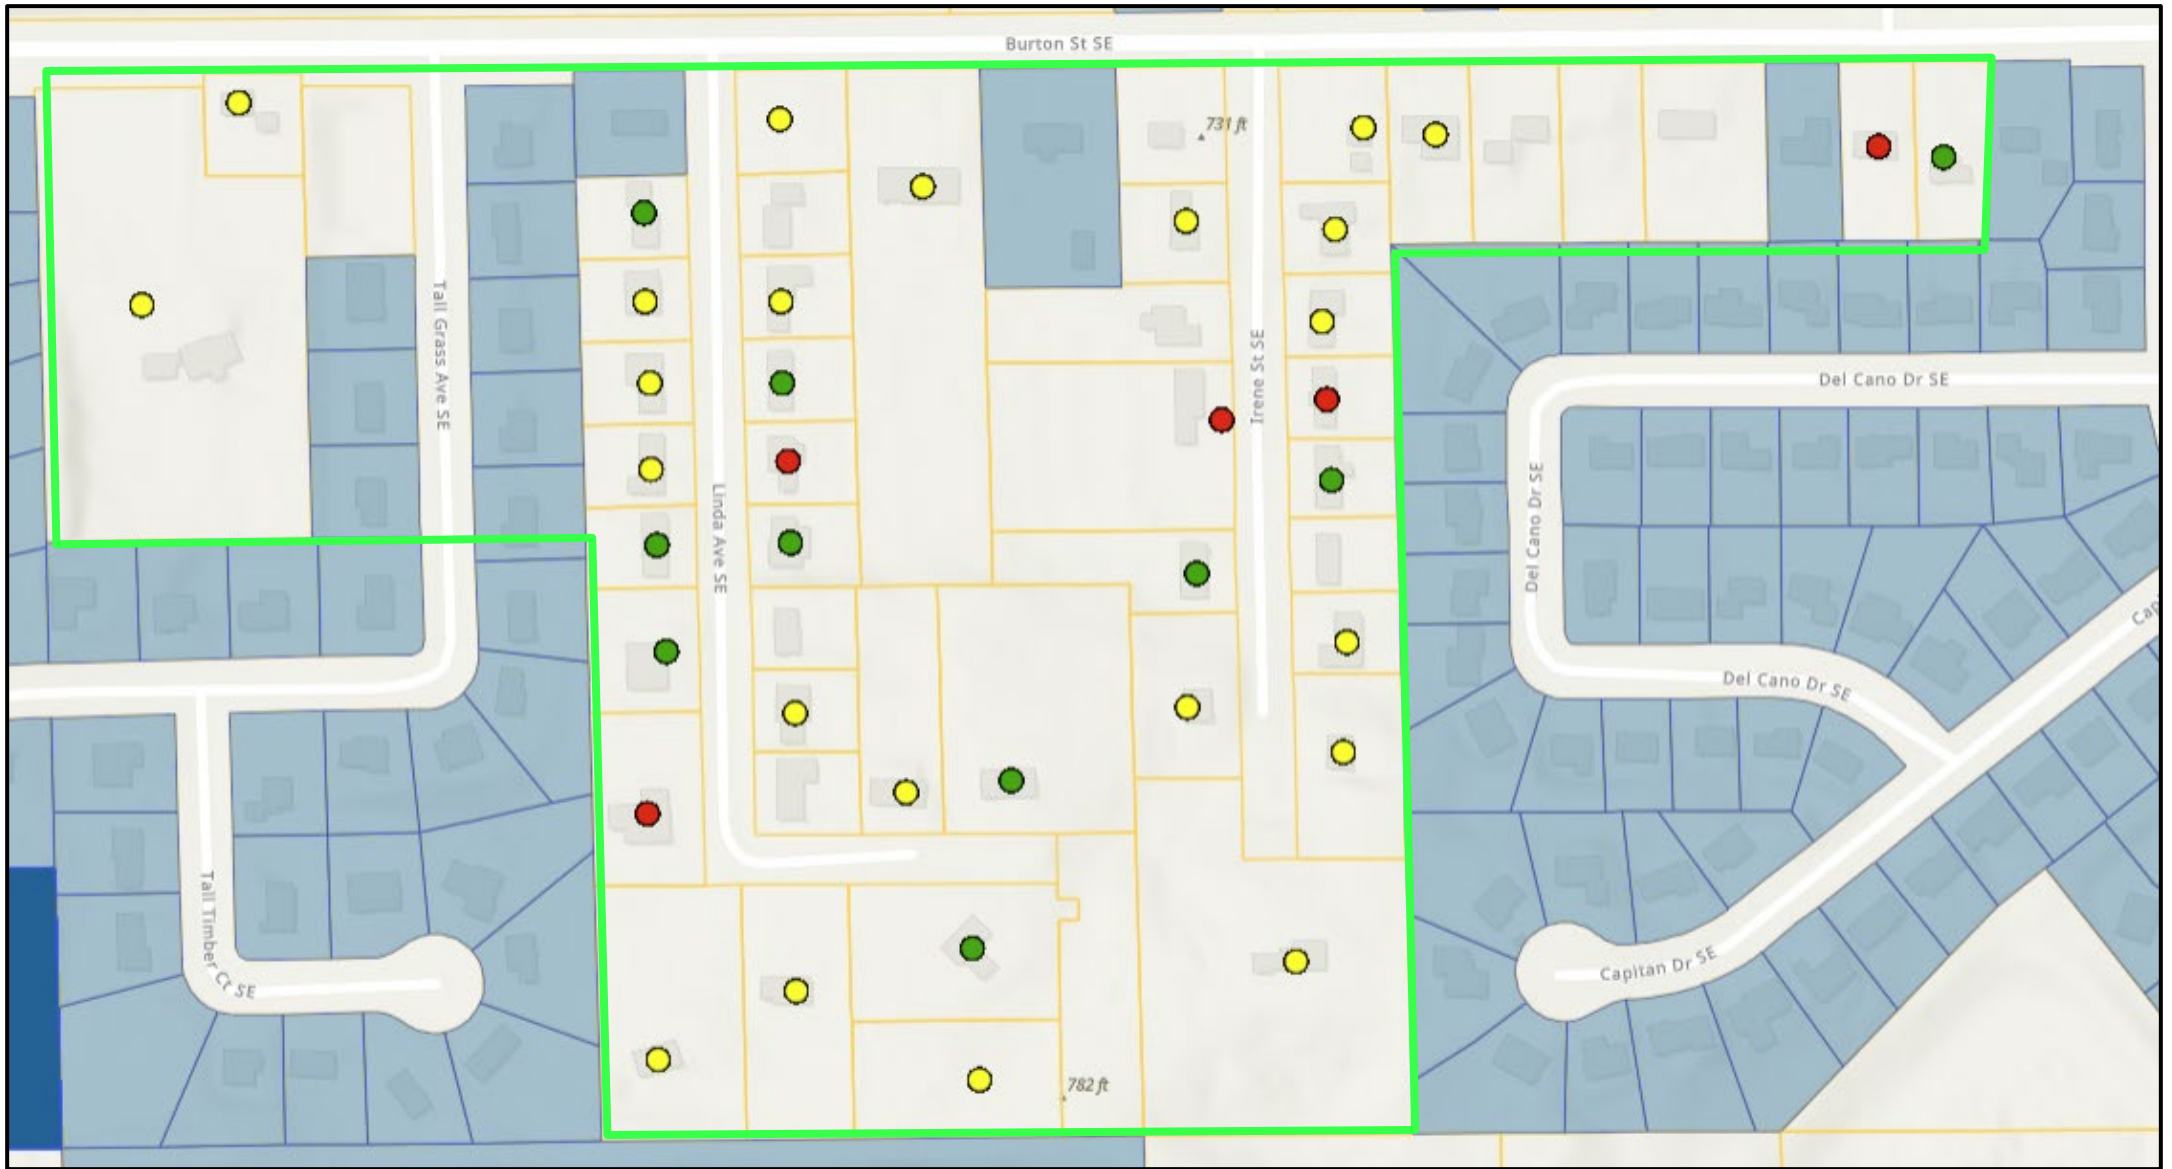 Burton St SE
731 ft
Tall Grass Ave SE
Irene St SE
Del Cano Dr SE
Linda Ave SE
Del Cano Dr SE
Cap
Del Cano Dr SE
Tall Timber Ct SE
Capitan Dr SE
782 ft